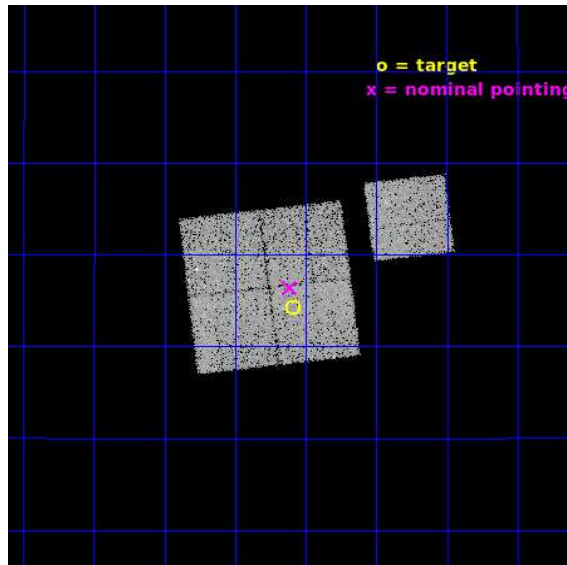 o = target
x = nominal pointing